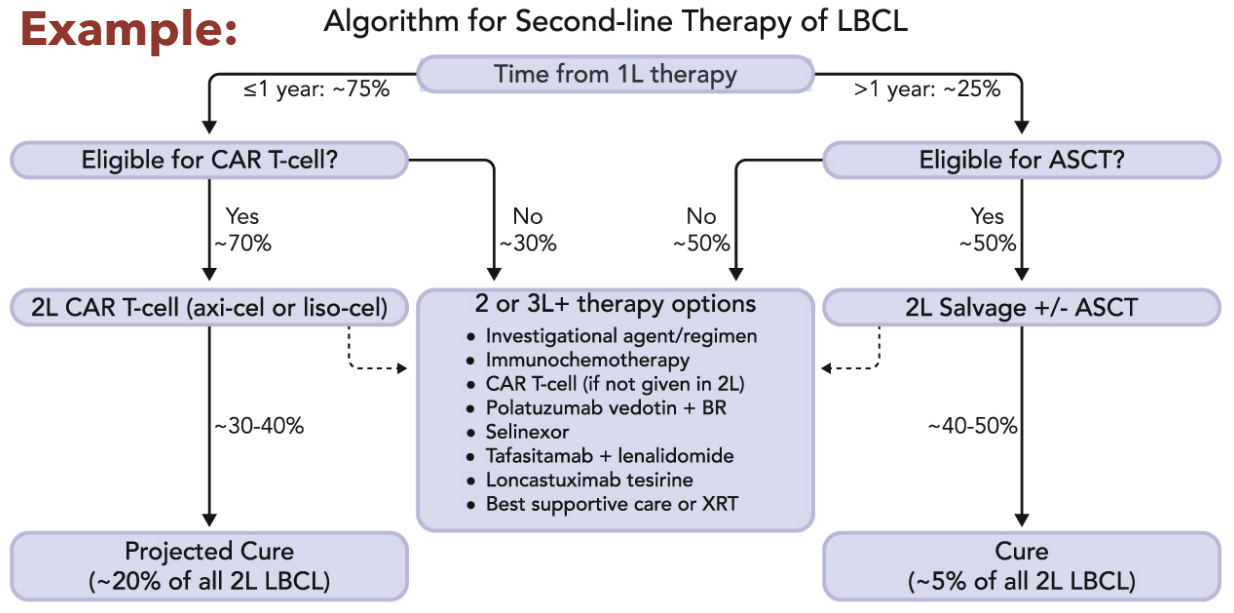 Example:
Algorithm for Second-line Therapy of LBCL
Time from 1L therapy
≤1 year: ~75%
>1 year: ~25%
Eligible for CAR T-cell?
Eligible for ASCT?
Yes
~70%
No
~30%
No
~50%
Yes
~50%
2L CAR T-cell (axi-cel or liso-cel)
2 or 3L+ therapy options
• Investigational agent/regimen
• Immunochemotherapy
• CAR T-cell (if not given in 2L)
• Polatuzumab vedotin + BR
• Selinexor
• Tafasitamab + lenalidomide
• Loncastuximab tesirine
• Best supportive care or XRT
2L Salvage +/- ASCT
~30-40%
~40-50%
Projected Cure
(~20% of all 2L LBCL)
Cure
(~5% of all 2L LBCL)